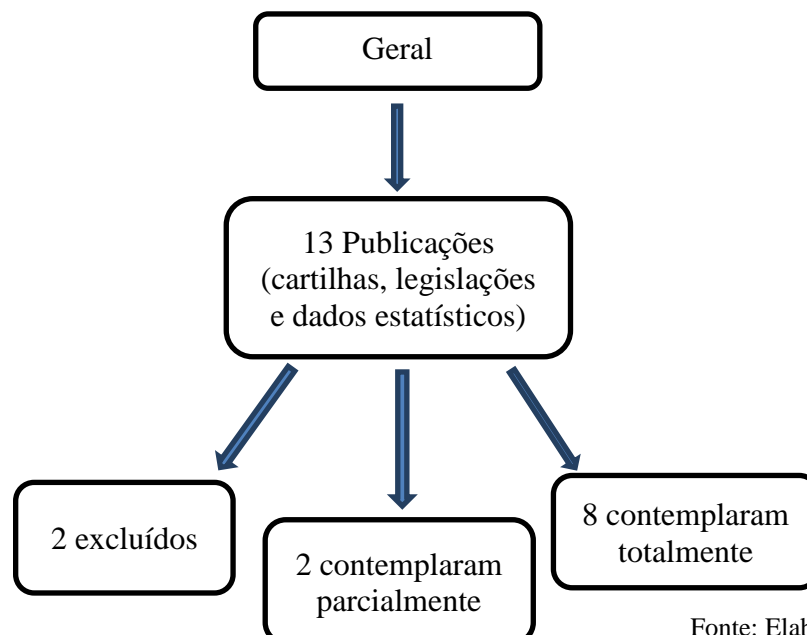 Geral
13 Publicações
(cartilhas, legislações
e dados estatísticos)
2 excluídos
2 contemplaram
parcialmente
8 contemplaram
totalmente
Fonte: